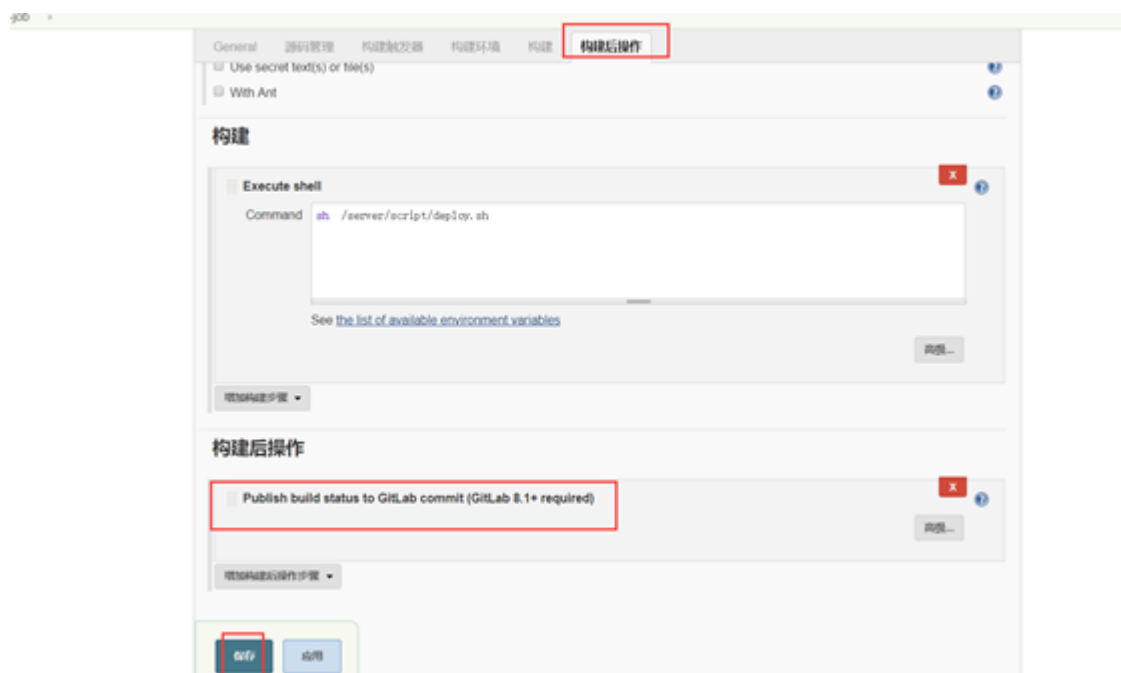 job
General 源码管理 构建触发器 构建环境 构建 构建后操作
Use secret text(s) or file(s)
With Ant
构建
X
Execute shell
Command sh /server/script/deploy.sh
See the list of available environment variables
高级...
增加构建步骤
构建后操作
X
Publish build status to GitLab commit (GitLab 8.1+ required)
高级...
增加构建后操作步骤
保存 应用